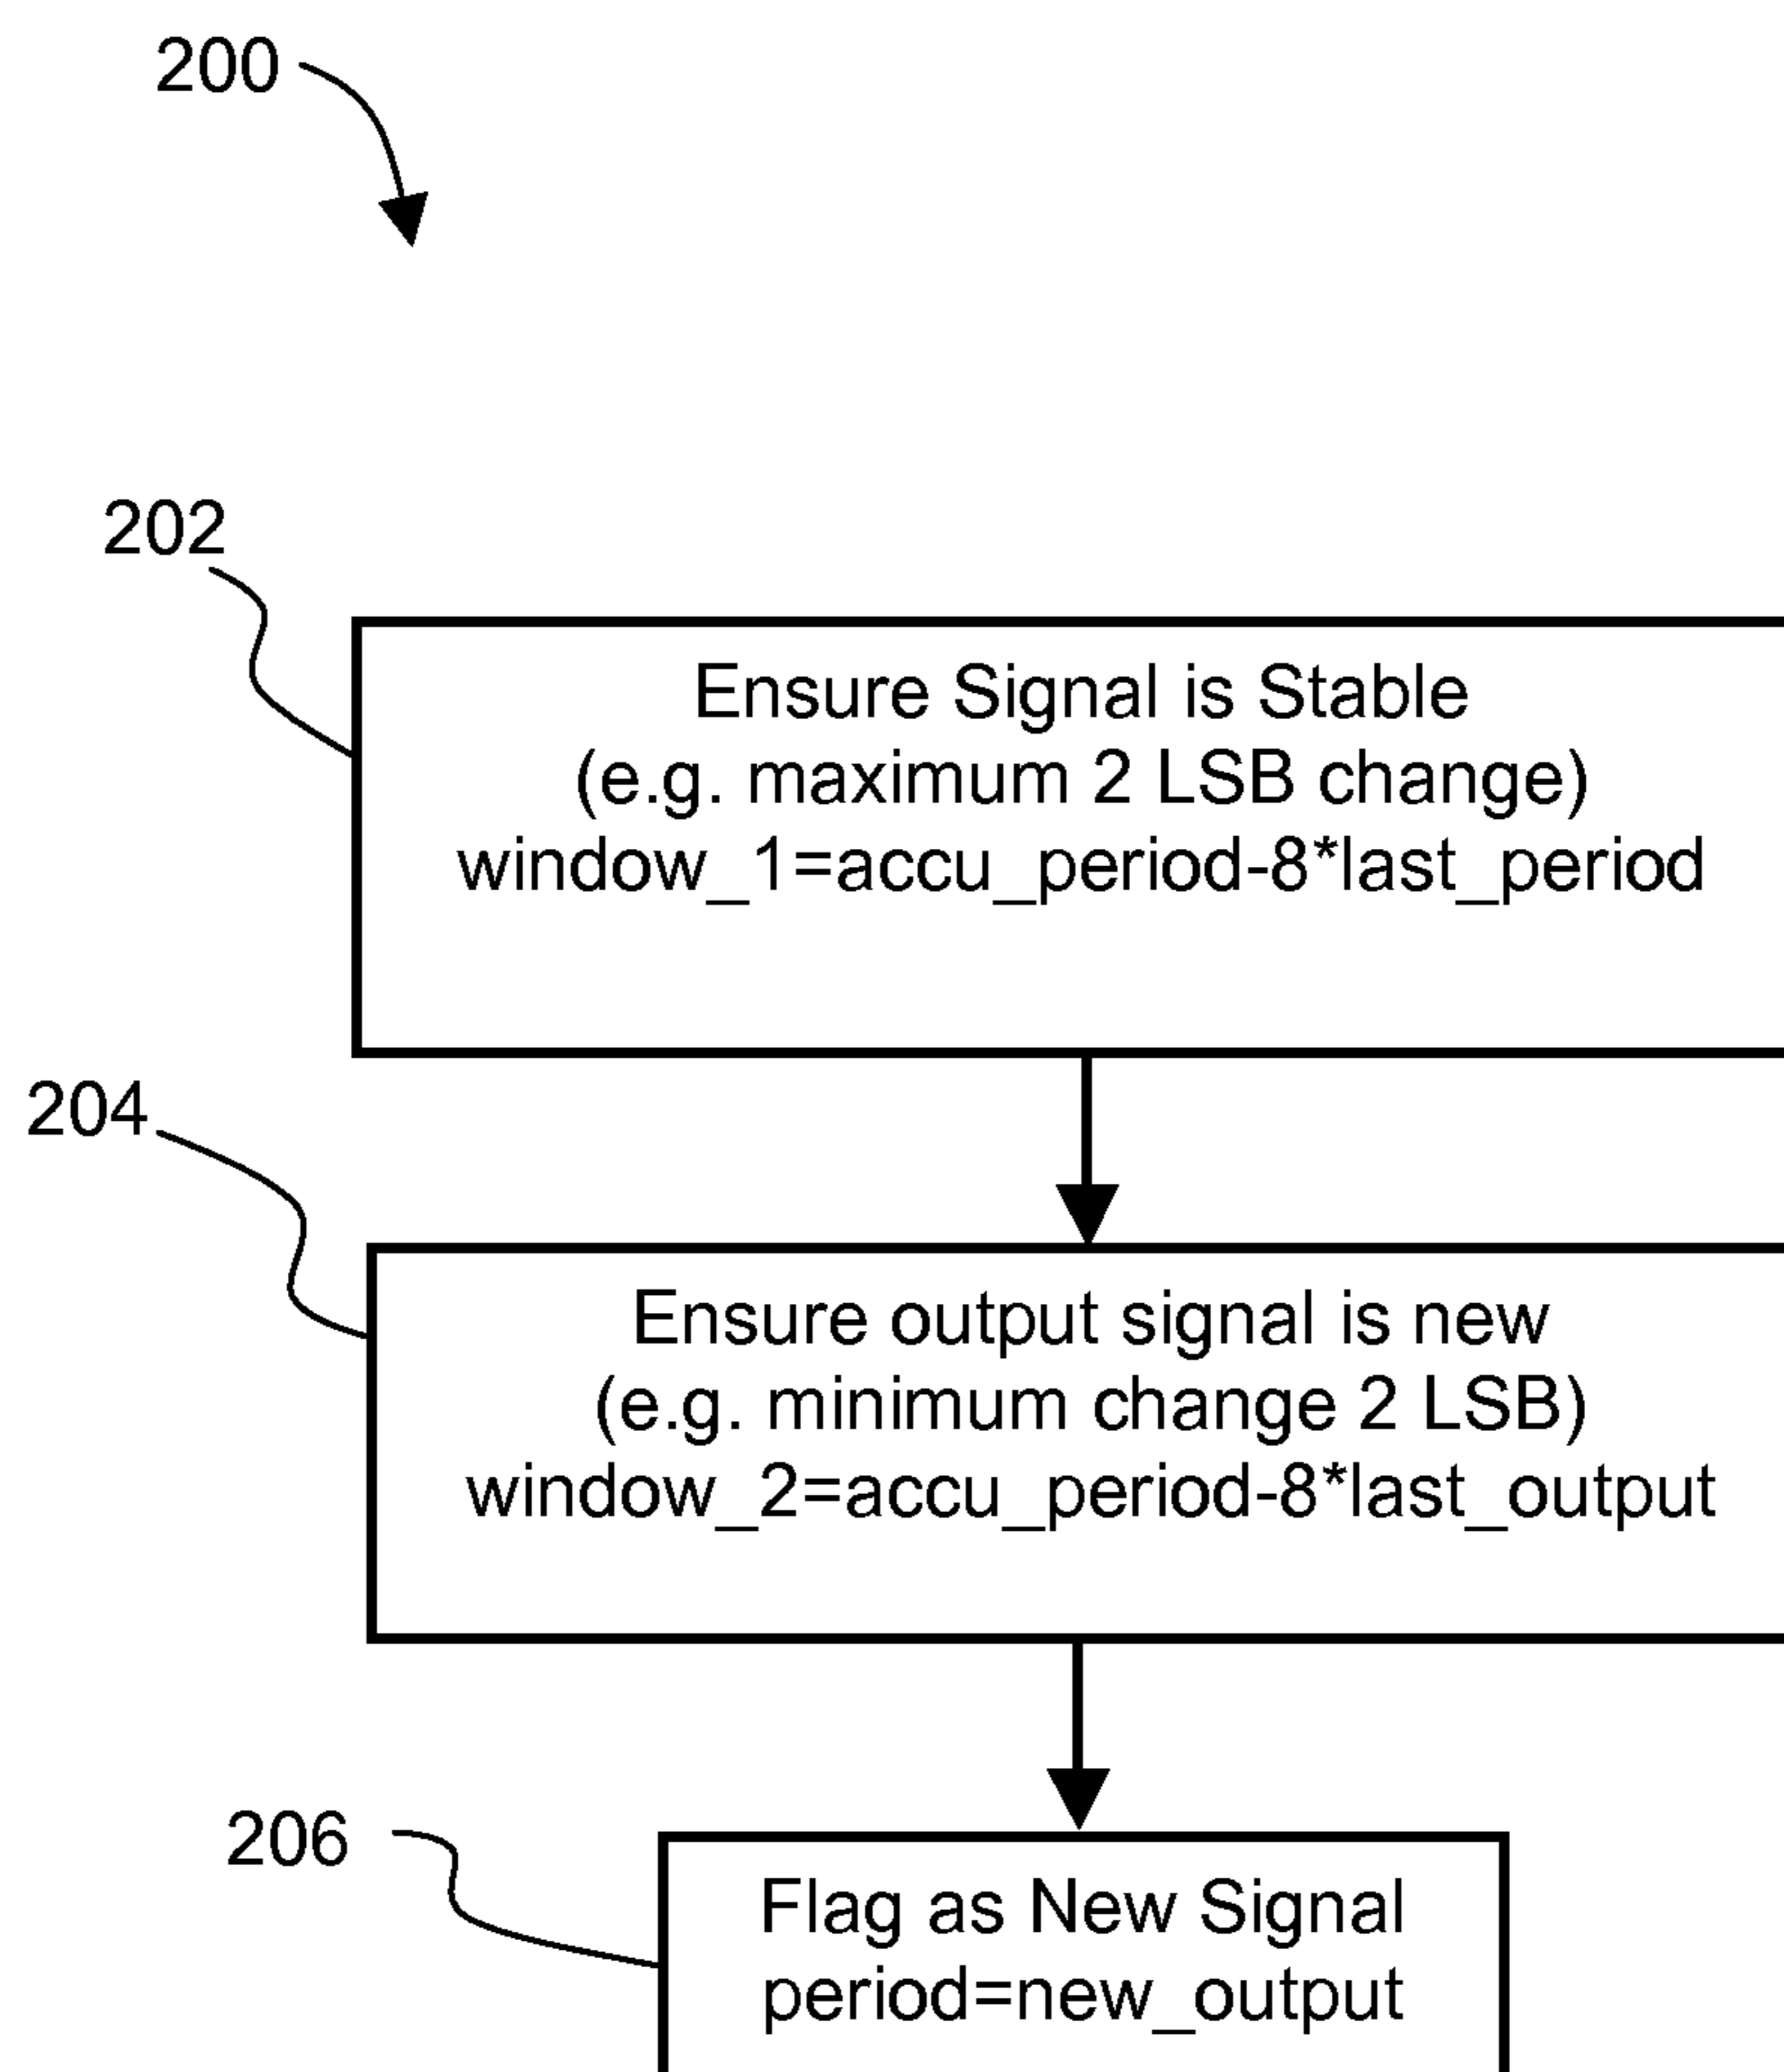 200
202
Ensure Signal is Stable
(e.g. maximum 2 LSB change)
window_1=accu_period-8*last_period
204
Ensure output signal is new
(e.g. minimum change 2 LSB)
window_2=accu_period-8*last_output
206
Flag as New Signal
period=new_output